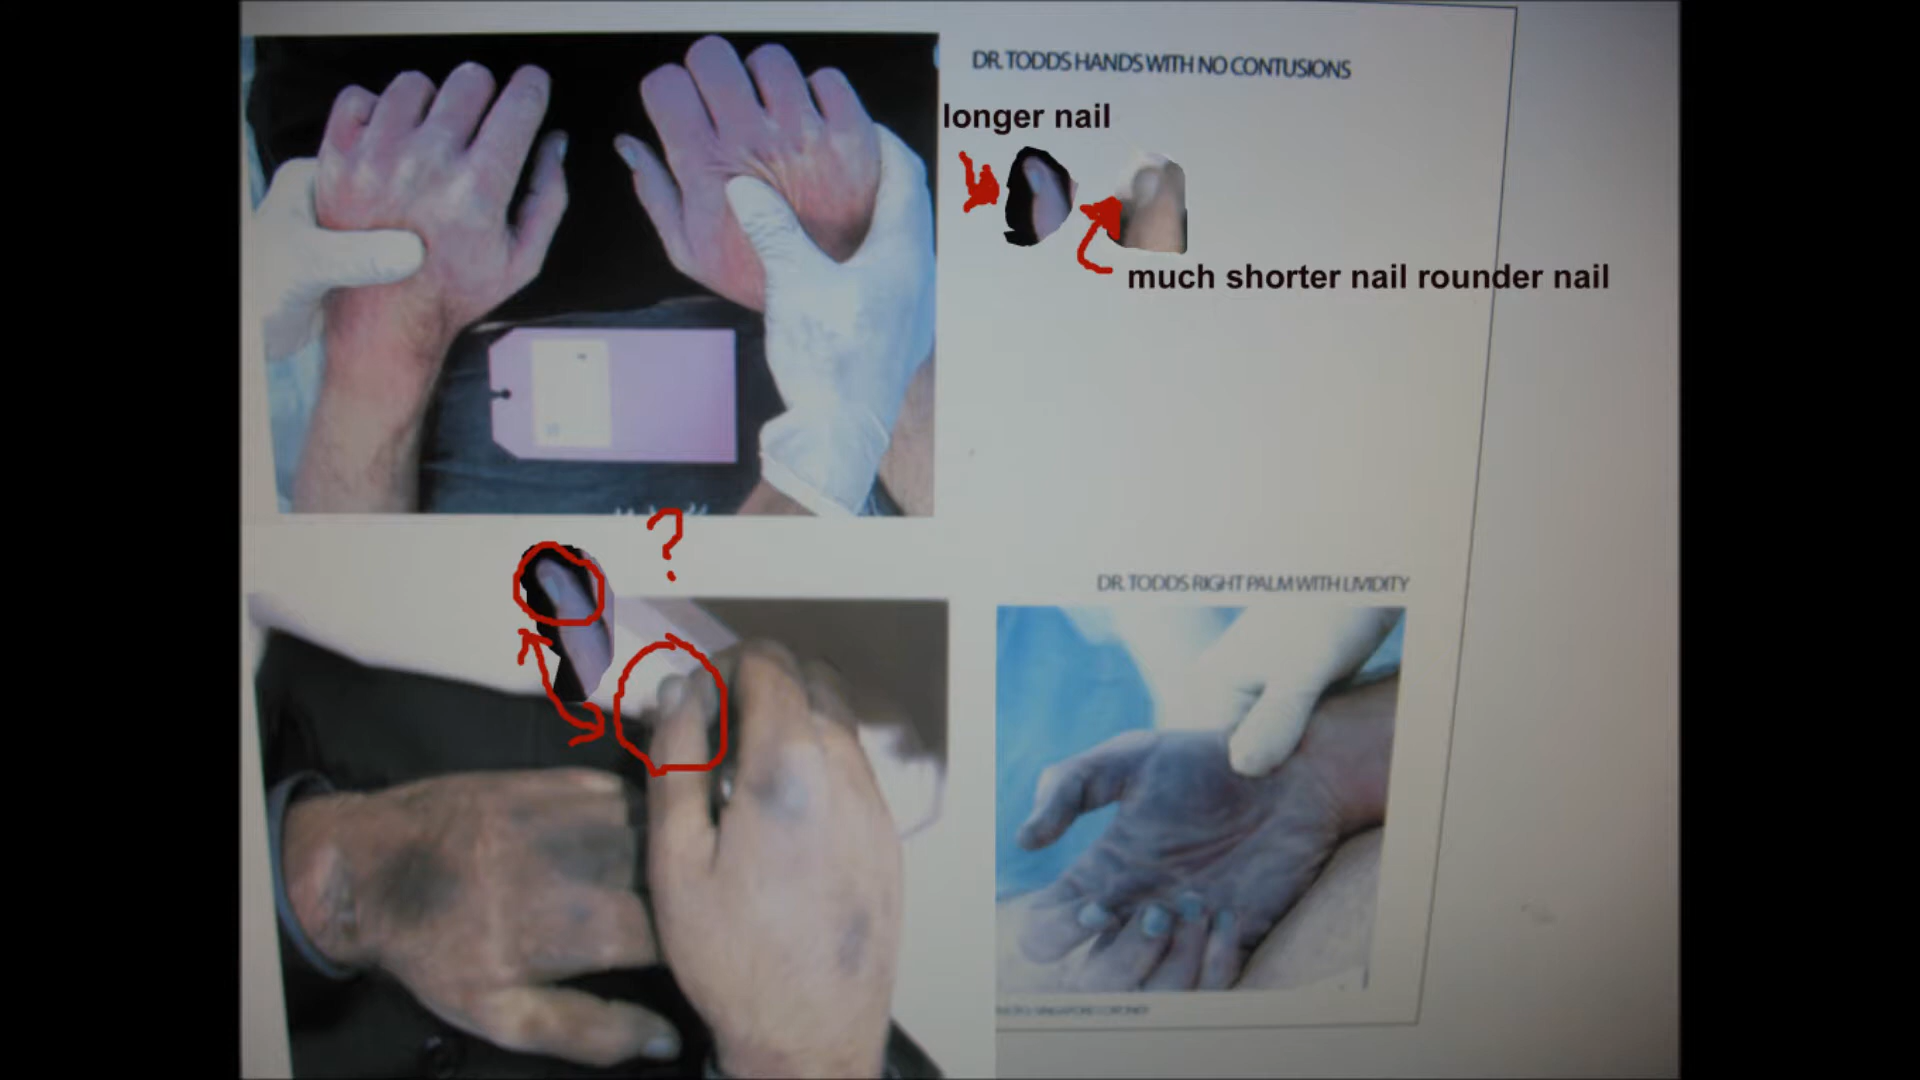 DR. TODDS HANDS WITH NO CONTUSIONS
longer nail
much shorter nail rounder nail
?
DR. TODDS RIGHT PALM WITH LIVIDITY